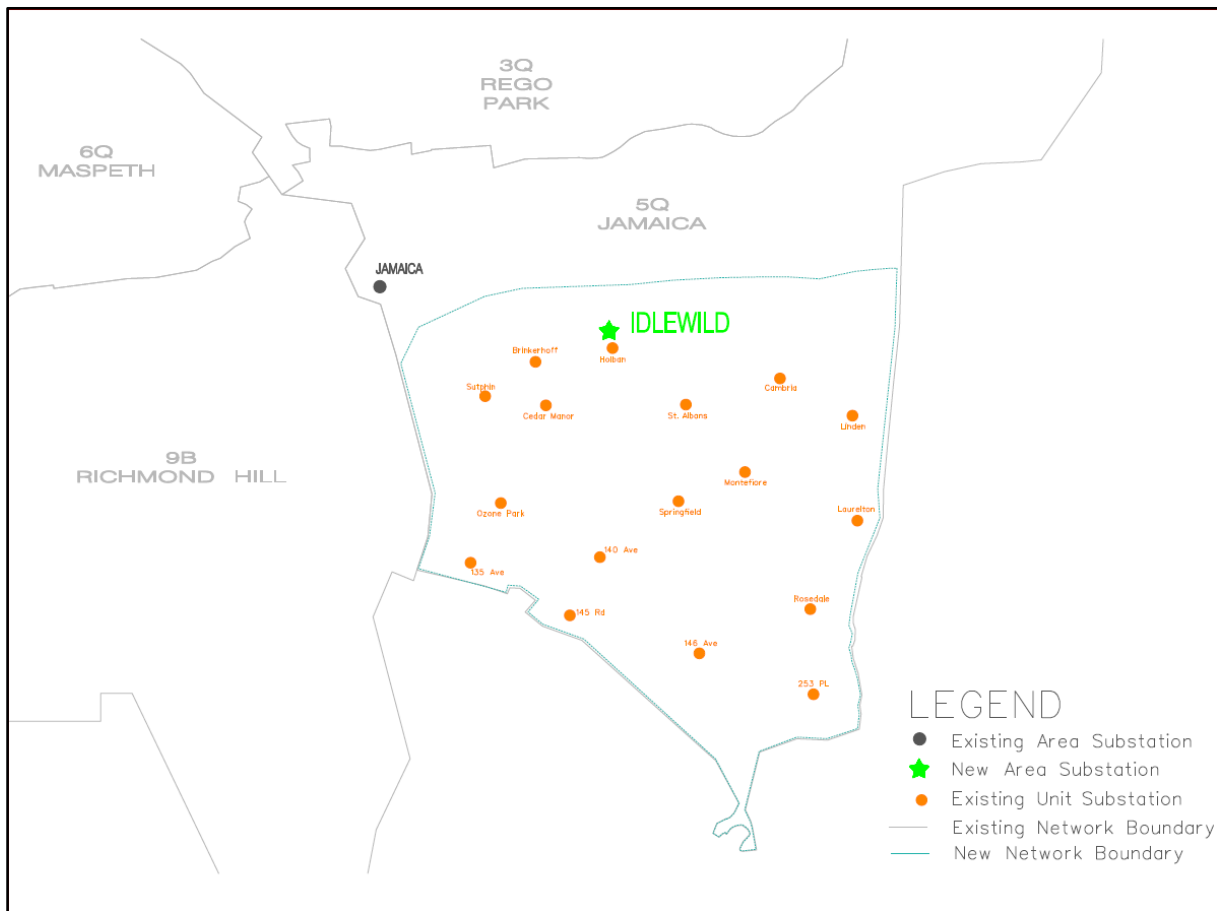 3Q
REGO
PARK
6Q
MASPETH
5Q
JAMAICA
JAMAICA
IDLEWILD
Holban
Brinkerhoff
Cambria
Sutphin
Cedar Manor
St. Albans
Linden
9B
RICHMOND HILL
Montefiore
Ozone Park
Springfield
Laurelton
140 Ave
135 Ave
Rosedale
145 Rd
146 Ave
253 PL
LEGEND
Existing Area Substation
New Area Substation
Existing Unit Substation
Existing Network Boundary
New Network Boundary